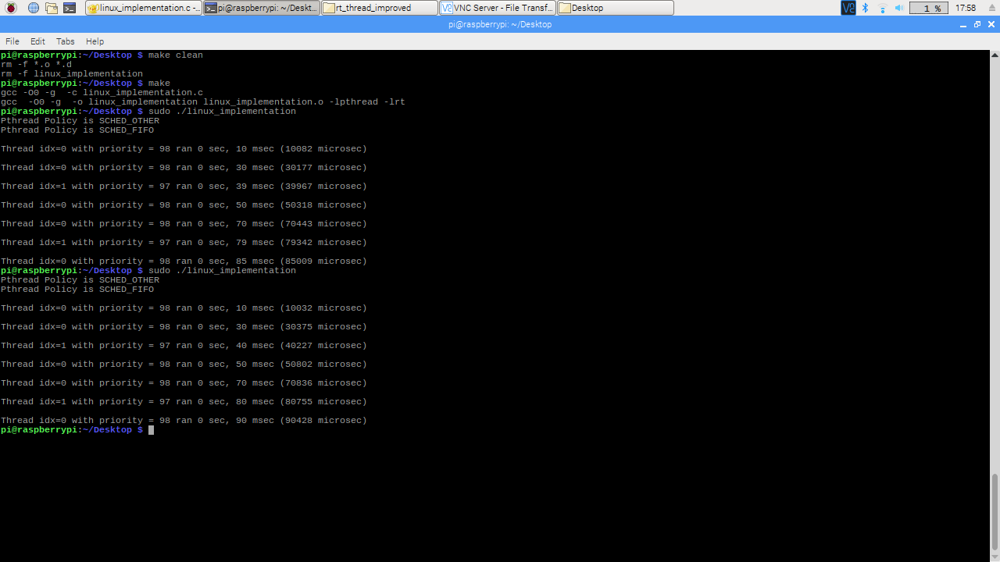 linux_implementation.c -...
pi@raspberrypi: ~/Deskt...
rt_thread_improved
VNC Server - File Transf...
Desktop
1 %
17:58
pi@raspberrypi: ~/Desktop
File Edit Tabs Help
pi@raspberrypi:~/Desktop $ make clean
rm -f *.o *.d
rm -f linux_implementation
pi@raspberrypi:~/Desktop $ make
gcc -O0 -g  -c linux_implementation.c
gcc  -O0 -g  -o linux_implementation linux_implementation.o -lpthread -lrt
pi@raspberrypi:~/Desktop $ sudo ./linux_implementation
Pthread Policy is SCHED_OTHER
Pthread Policy is SCHED_FIFO
Thread idx=0 with priority = 98 ran 0 sec, 10 msec (10082 microsec)
Thread idx=0 with priority = 98 ran 0 sec, 30 msec (30177 microsec)
Thread idx=1 with priority = 97 ran 0 sec, 39 msec (39967 microsec)
Thread idx=0 with priority = 98 ran 0 sec, 50 msec (50318 microsec)
Thread idx=0 with priority = 98 ran 0 sec, 70 msec (70443 microsec)
Thread idx=1 with priority = 97 ran 0 sec, 79 msec (79342 microsec)
Thread idx=0 with priority = 98 ran 0 sec, 85 msec (85009 microsec)
pi@raspberrypi:~/Desktop $ sudo ./linux_implementation
Pthread Policy is SCHED_OTHER
Pthread Policy is SCHED_FIFO
Thread idx=0 with priority = 98 ran 0 sec, 10 msec (10032 microsec)
Thread idx=0 with priority = 98 ran 0 sec, 30 msec (30375 microsec)
Thread idx=1 with priority = 97 ran 0 sec, 40 msec (40227 microsec)
Thread idx=0 with priority = 98 ran 0 sec, 50 msec (50802 microsec)
Thread idx=0 with priority = 98 ran 0 sec, 70 msec (70836 microsec)
Thread idx=1 with priority = 97 ran 0 sec, 80 msec (80755 microsec)
Thread idx=0 with priority = 98 ran 0 sec, 90 msec (90428 microsec)
pi@raspberrypi:~/Desktop $